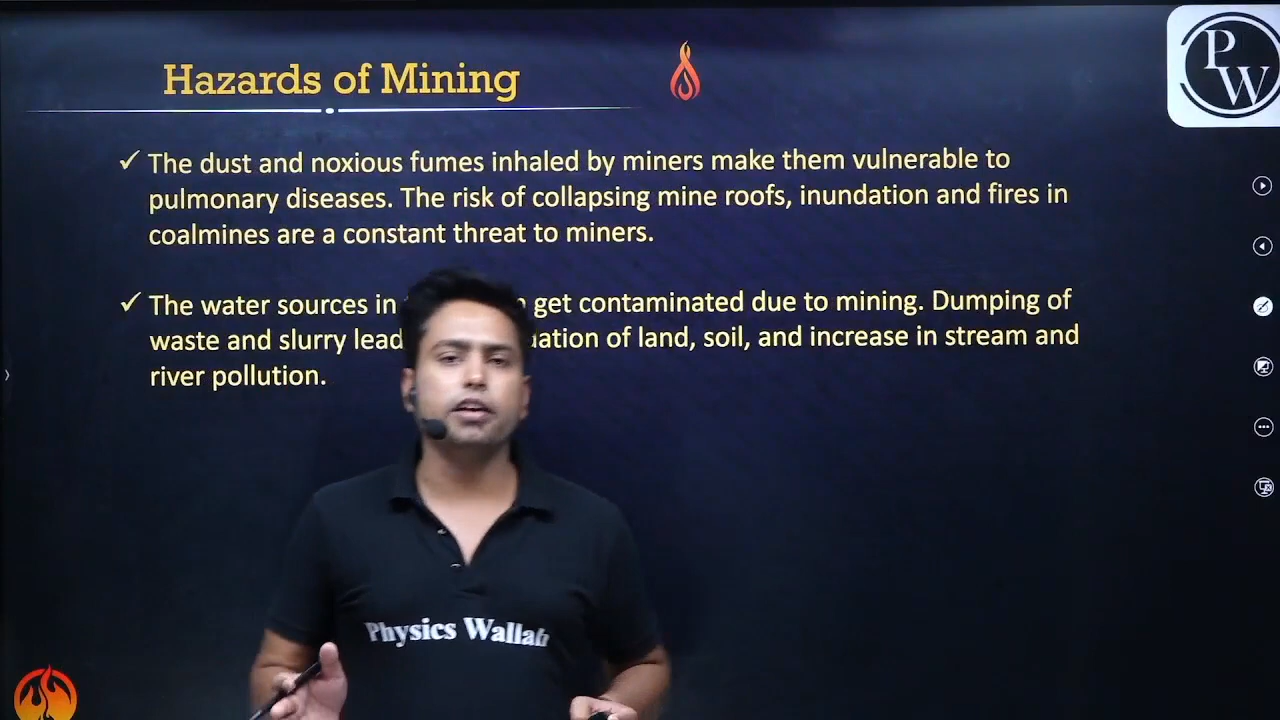 Hazards of Mining
PW
✓ The dust and noxious fumes inhaled by miners make them vulnerable to
pulmonary diseases. The risk of collapsing mine roofs, inundation and fires in
coalmines are a constant threat to miners.
✓ The water sources in get contaminated due to mining. Dumping of
waste and slurry of land, soil, and increase in stream and
river pollution.
Physics Wallah